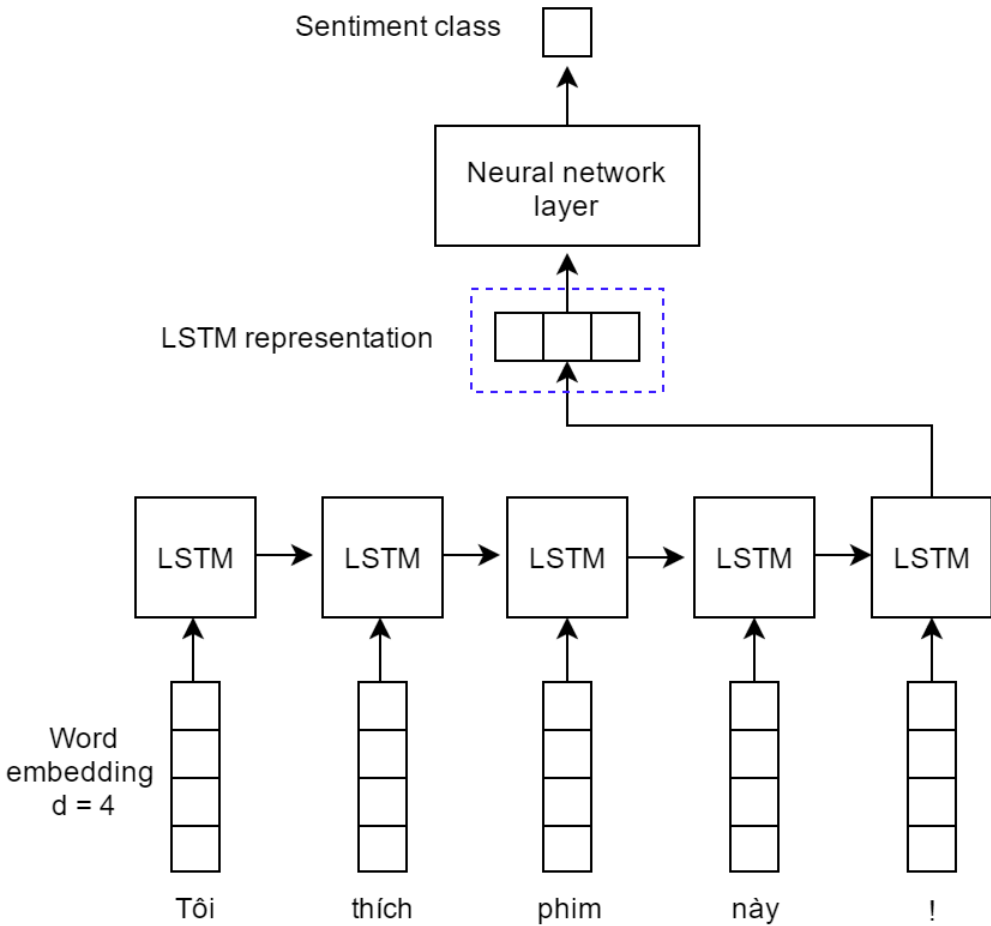 Sentiment class
Neural network
layer
LSTM representation
LSTM LSTM LSTM LSTM LSTM
Word
embedding
d = 4
Tôi thích phim này !